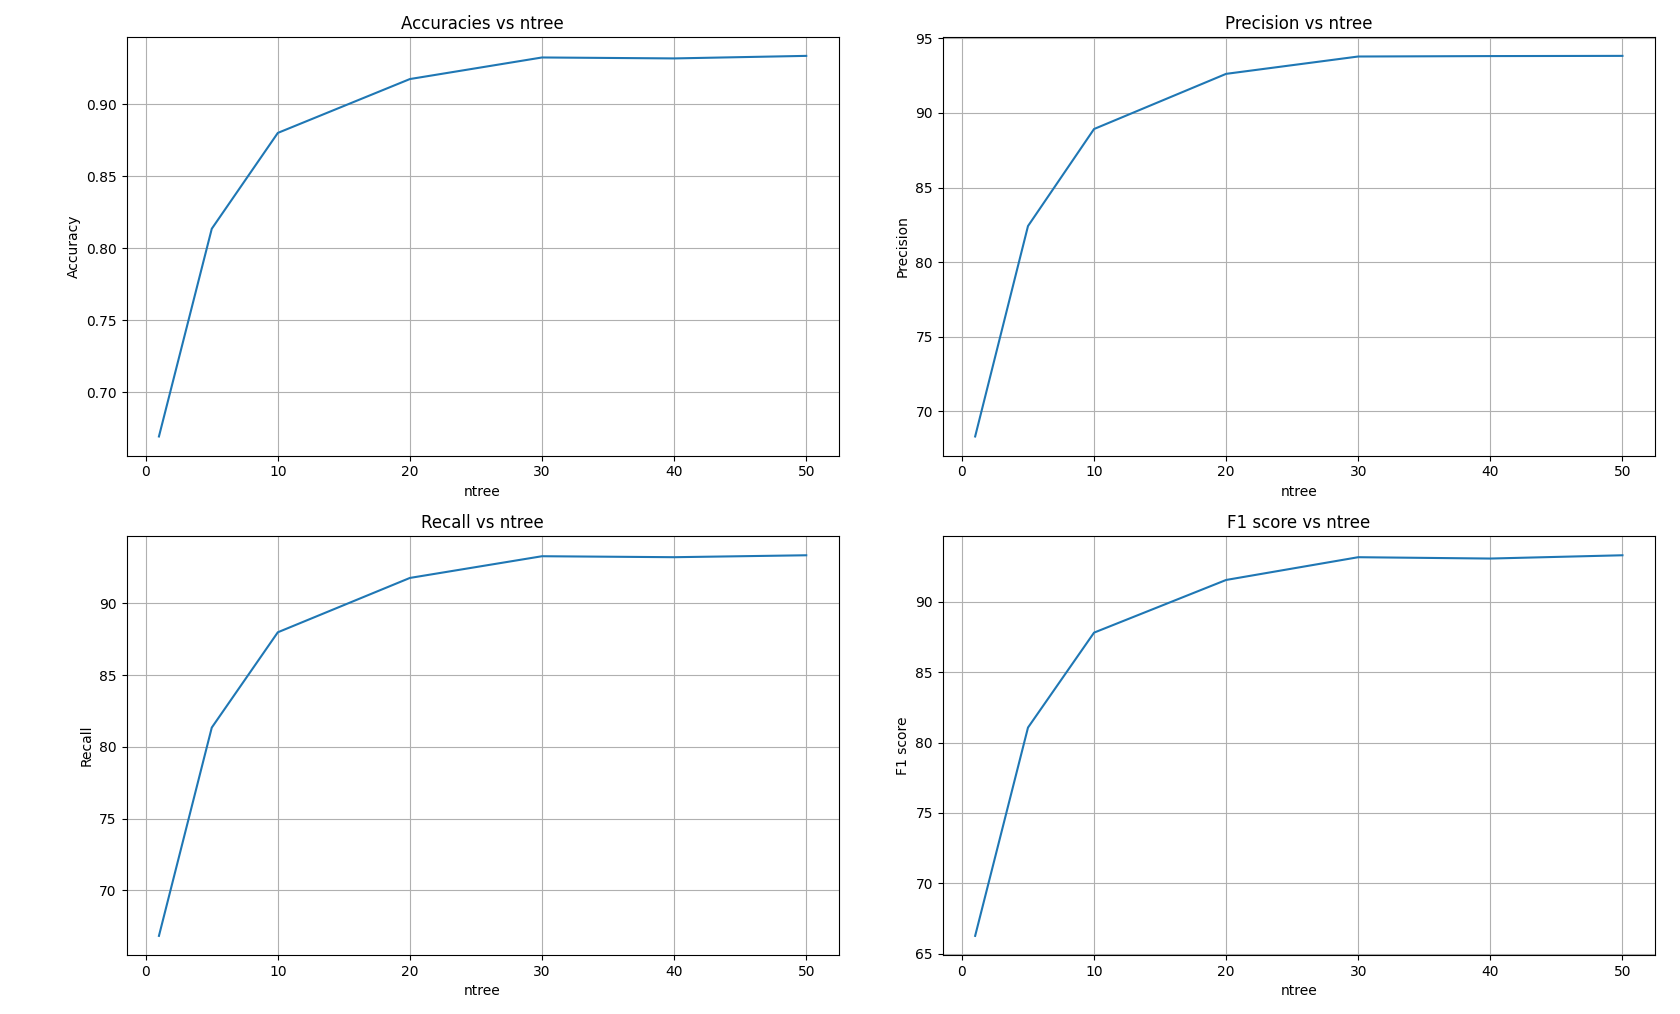 Accuracies vs ntree
Accuracy
0.90
0.85
0.80
0.75
0.70
0 10 20 30 40 50
ntree
Precision vs ntree
Precision
95
90
85
80
75
70
0 10 20 30 40 50
ntree
Recall vs ntree
Recall
90
85
80
75
70
0 10 20 30 40 50
ntree
F1 score vs ntree
F1 score
90
85
80
75
70
65
0 10 20 30 40 50
ntree